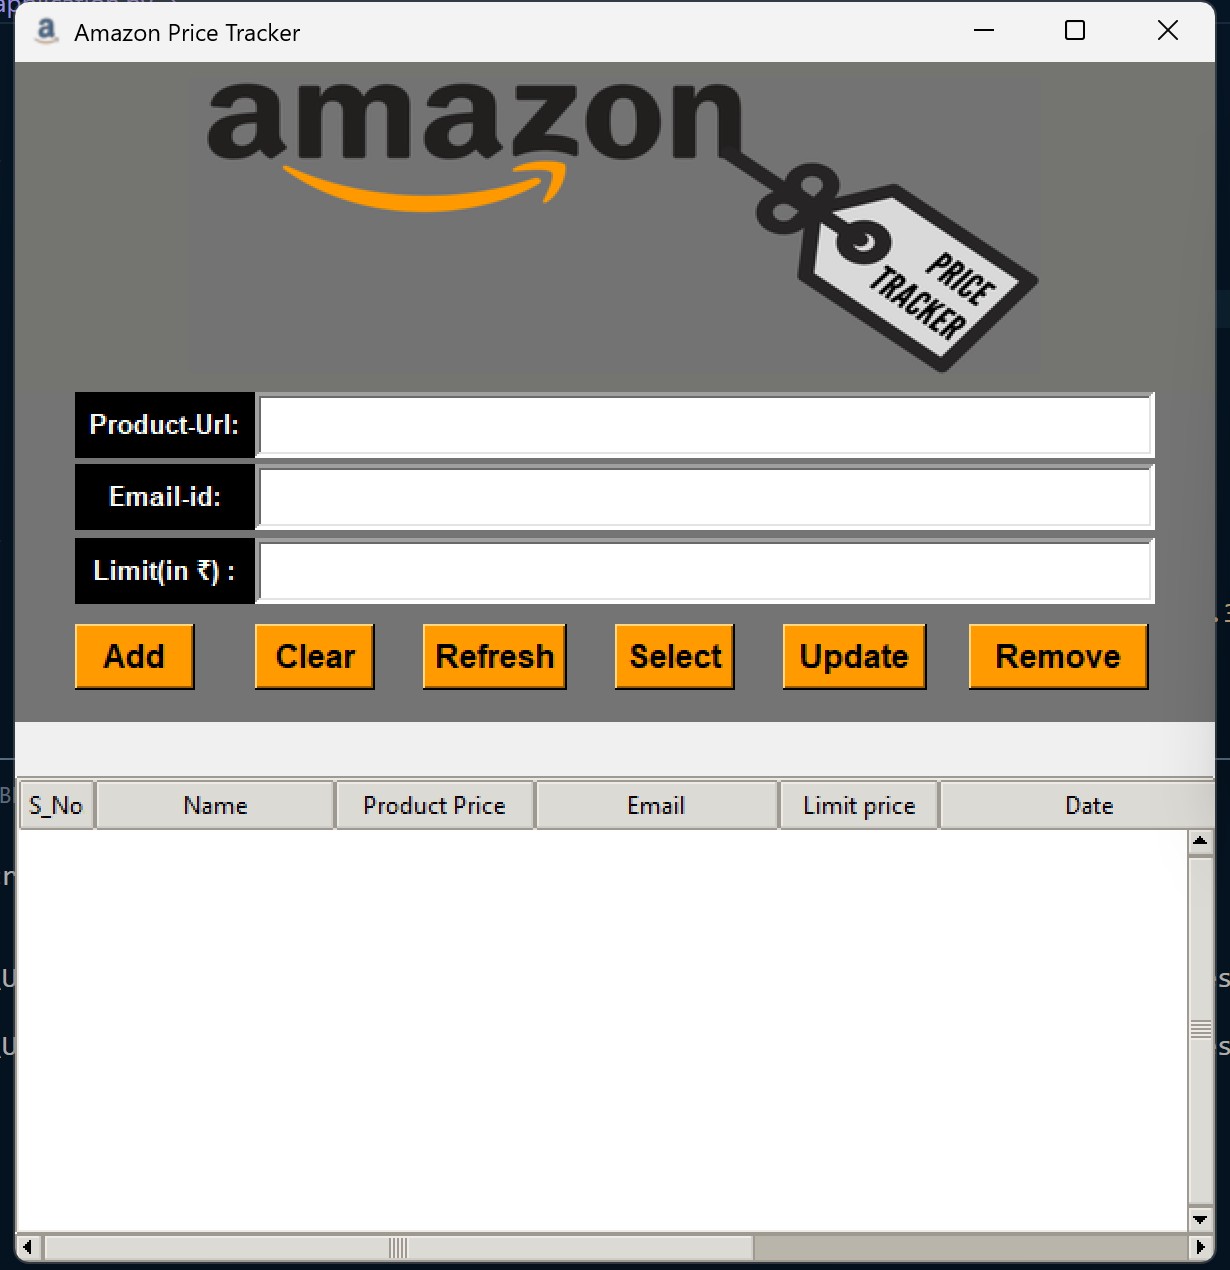 Amazon Price Tracker
amazon
PRICE
TRACKER
Product-Url:
Email-id:
Limit(in ₹) :
Add Clear Refresh Select Update Remove
S_No Name Product Price Email Limit price Date